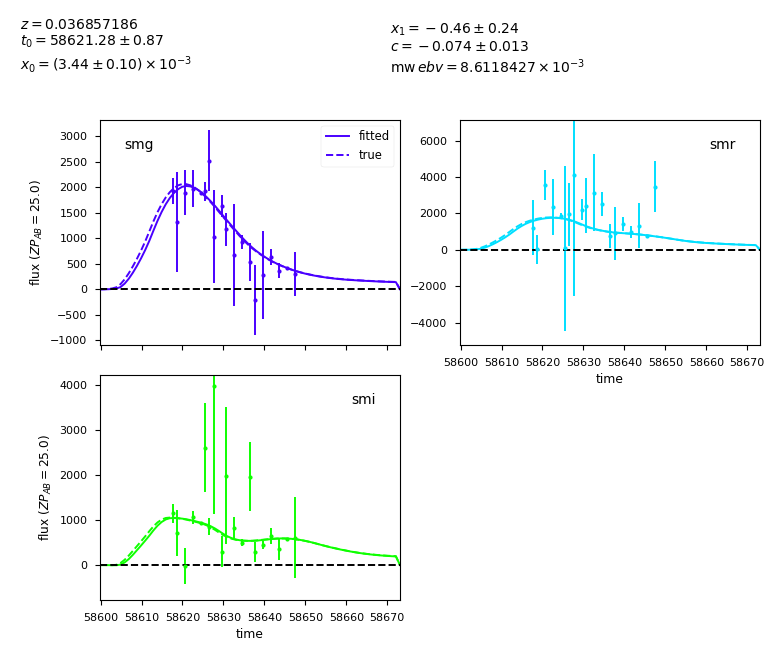 z = 0.036857186
t₀ = 58621.28 ± 0.87
x₀ = (3.44 ± 0.10) × 10⁻³
x₁ = −0.46 ± 0.24
c = −0.074 ± 0.013
mw ebv = 8.6118427 × 10⁻³
smg
fitted
true
3000
2500
2000
1500
1000
500
0
−500
−1000
flux (ZP_AB = 25.0)
smr
6000
4000
2000
0
−2000
−4000
58600 58610 58620 58630 58640 58650 58660 58670
time
smi
4000
3000
2000
1000
0
flux (ZP_AB = 25.0)
58600 58610 58620 58630 58640 58650 58660 58670
time